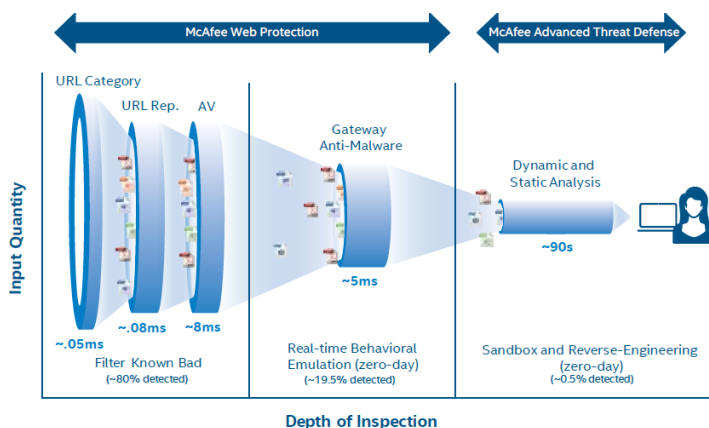 McAfee Web Protection
McAfee Advanced Threat Defense
URL Category
URL Rep.
AV
Gateway
Anti-Malware
Dynamic and
Static Analysis
Input Quantity
~.05ms
~.08ms
~8ms
~5ms
~90s
Filter Known Bad
(~80% detected)
Real-time Behavioral
Emulation (zero-day)
(~19.5% detected)
Sandbox and Reverse-Engineering
(zero-day)
(~0.5% detected)
Depth of Inspection